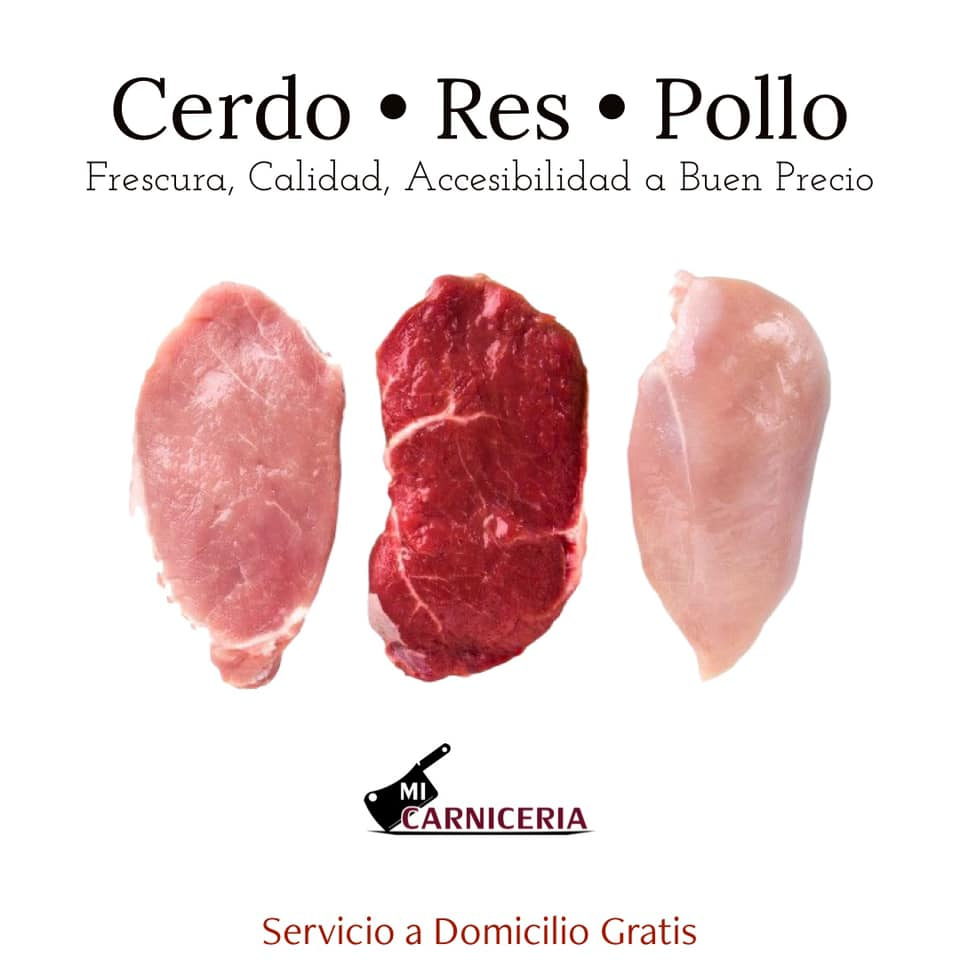 Cerdo • Res • Pollo
Frescura, Calidad, Accesibilidad a Buen Precio
MI
CARNICERIA
Servicio a Domicilio Gratis